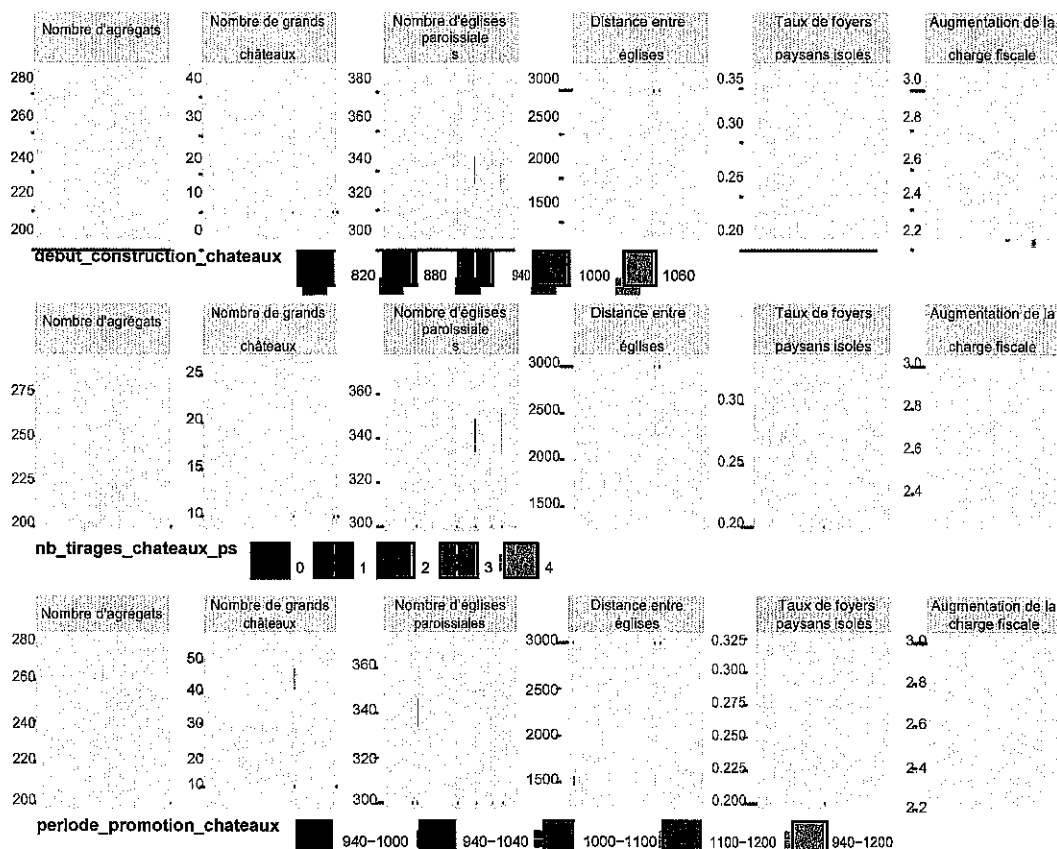 Nombre d'agrégats Nombre de grands châteaux Nombre d'églises paroissiale s Distance entre églises Taux de foyers paysans isolés Augmentation de la charge fiscale
280 40 380 3000 0.35 3.0
260 30 360 2500 0.30 2.8
240 20 340 2000 0.25 2.6
220 10 320 1500 0.20 2.4
200 0 300 2.2
debut_construction_chateaux 820 880 940 1000 1060
Nombre d'agrégats Nombre de grands châteaux Nombre d'églises paroissiale s Distance entre églises Taux de foyers paysans isolés Augmentation de la charge fiscale
275 25 360 3000 0.30 3.0
250 20 340 2500 0.25 2.8
225 15 320 2000 0.20 2.6
200 10 300 1500 2.4
nb_tirages_chateaux_ps 0 1 2 3 4
Nombre d'agrégats Nombre de grands châteaux Nombre d'églises paroissiales Distance entre églises Taux de foyers paysans isolés Augmentation de la charge fiscale
280 50 360 3000 0.325 3.0
260 40 340 2500 0.300 2.8
240 30 320 2000 0.275 2.6
220 20 300 1500 0.250 2.4
200 10 0.225 2.2
0.200
periode_promotion_chateaux 940–1000 940–1040 1000–1100 1100–1200 940–1200